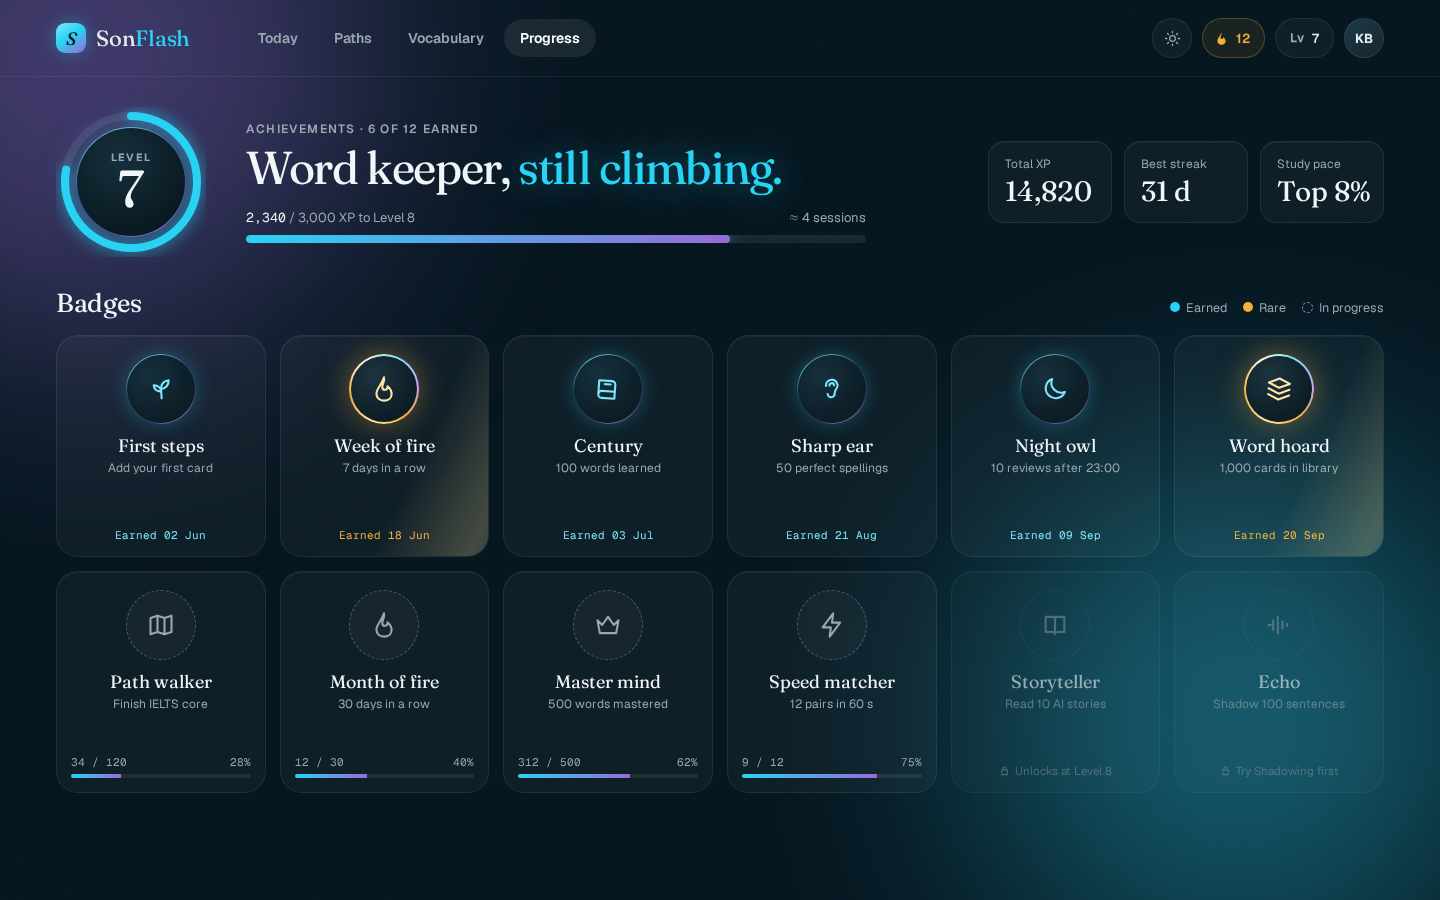 S SonFlash
Today Paths Vocabulary Progress
12
Lv 7
KB
LEVEL
7
ACHIEVEMENTS · 6 OF 12 EARNED
Word keeper, still climbing.
2,340 / 3,000 XP to Level 8
≈ 4 sessions
Total XP
14,820
Best streak
31 d
Study pace
Top 8%
Badges
Earned Rare In progress
First steps
Add your first card
Earned 02 Jun
Week of fire
7 days in a row
Earned 18 Jun
Century
100 words learned
Earned 03 Jul
Sharp ear
50 perfect spellings
Earned 21 Aug
Night owl
10 reviews after 23:00
Earned 09 Sep
Word hoard
1,000 cards in library
Earned 20 Sep
Path walker
Finish IELTS core
34 / 120 28%
Month of fire
30 days in a row
12 / 30 40%
Master mind
500 words mastered
312 / 500 62%
Speed matcher
12 pairs in 60 s
9 / 12 75%
Storyteller
Read 10 AI stories
Unlocks at Level 8
Echo
Shadow 100 sentences
Try Shadowing first